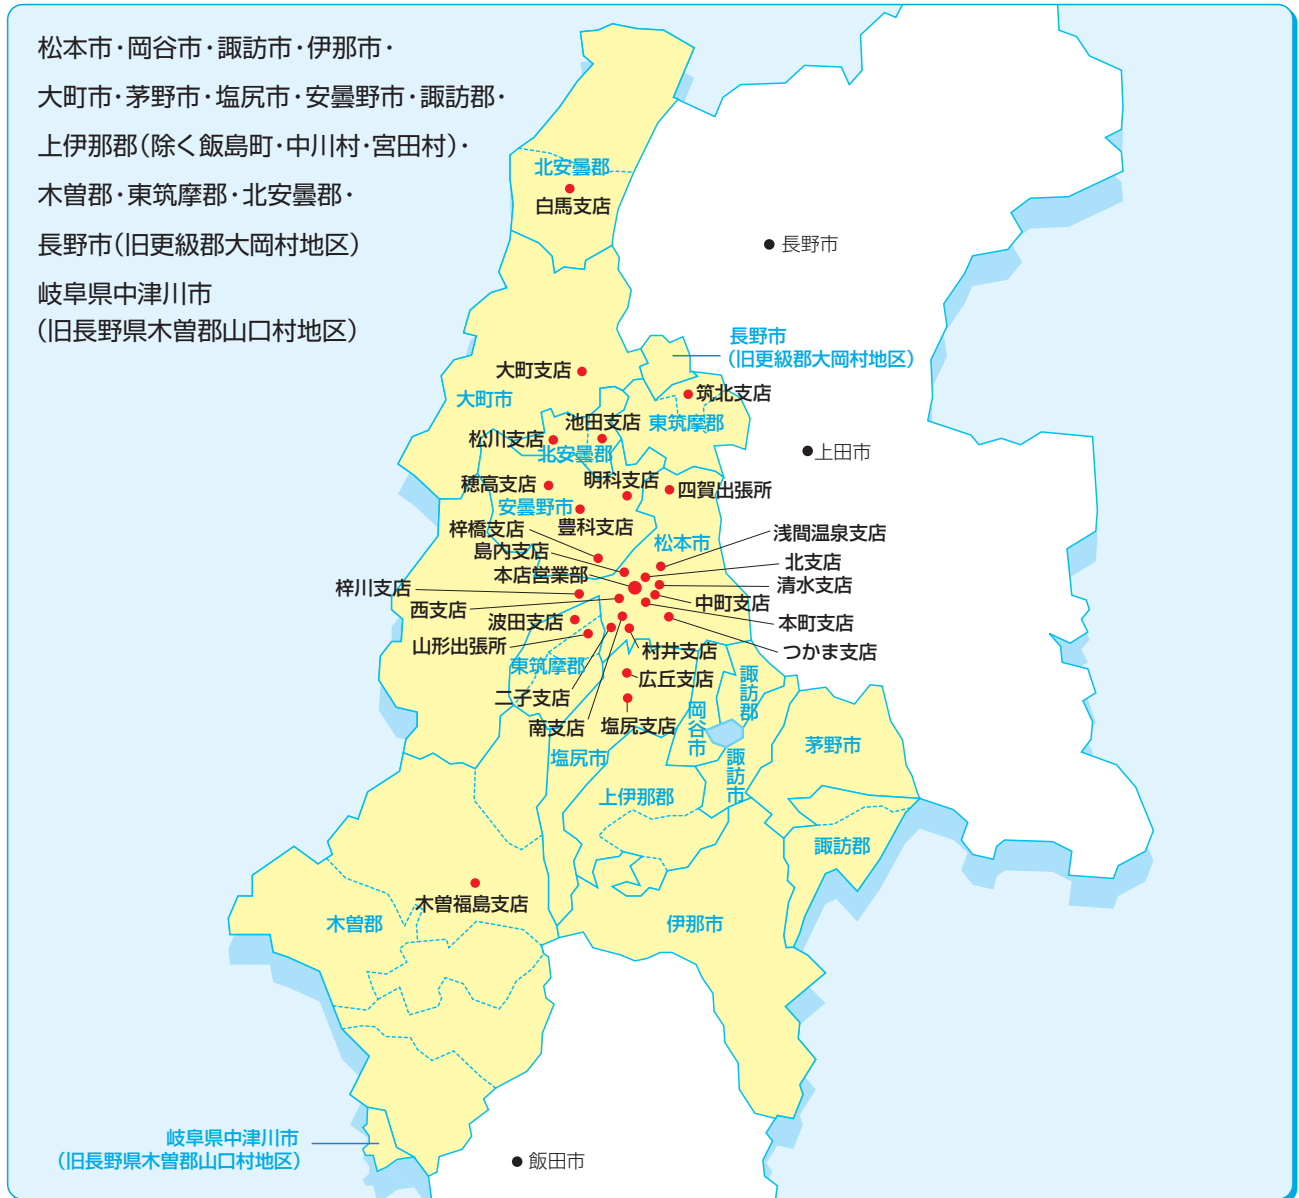 松本市・岡谷市・諏訪市・伊那市・
大町市・茅野市・塩尻市・安曇野市・諏訪郡・
上伊那郡(除く飯島町・中川村・宮田村)・
木曽郡・東筑摩郡・北安曇郡・
長野市(旧更級郡大岡村地区)
岐阜県中津川市
(旧長野県木曽郡山口村地区)
北安曇郡
白馬支店
長野市
長野市
(旧更級郡大岡村地区)
大町支店
大町市
筑北支店
東筑摩郡
池田支店
松川支店
北安曇郡
上田市
穂高支店
明科支店
四賀出張所
安曇野市
豊科支店
梓橋支店
島内支店
本店営業部
松本市
浅間温泉支店
北支店
清水支店
梓川支店
西支店
中町支店
波田支店
本町支店
山形出張所
村井支店
つかま支店
東筑摩郡
広丘支店
諏訪郡
二子支店
南支店
塩尻支店
岡谷市
塩尻市
諏訪市
茅野市
上伊那郡
諏訪郡
木曽福島支店
木曽郡
伊那市
岐阜県中津川市
(旧長野県木曽郡山口村地区)
飯田市